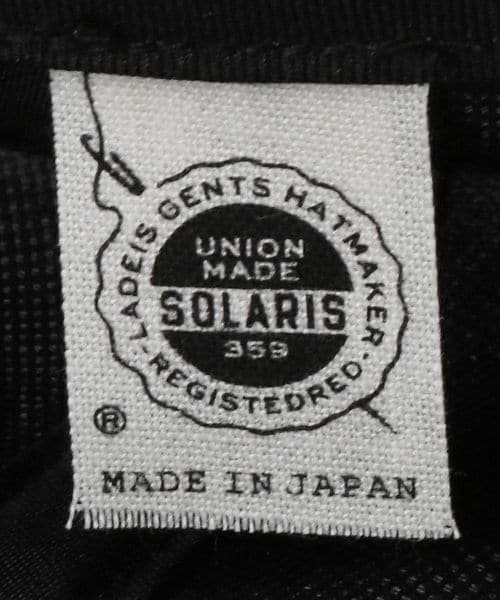 LADEIS GENTS HATMAKER
UNION
MADE
SOLARIS
359
-REGISTEDRED-
®
MADE IN JAPAN